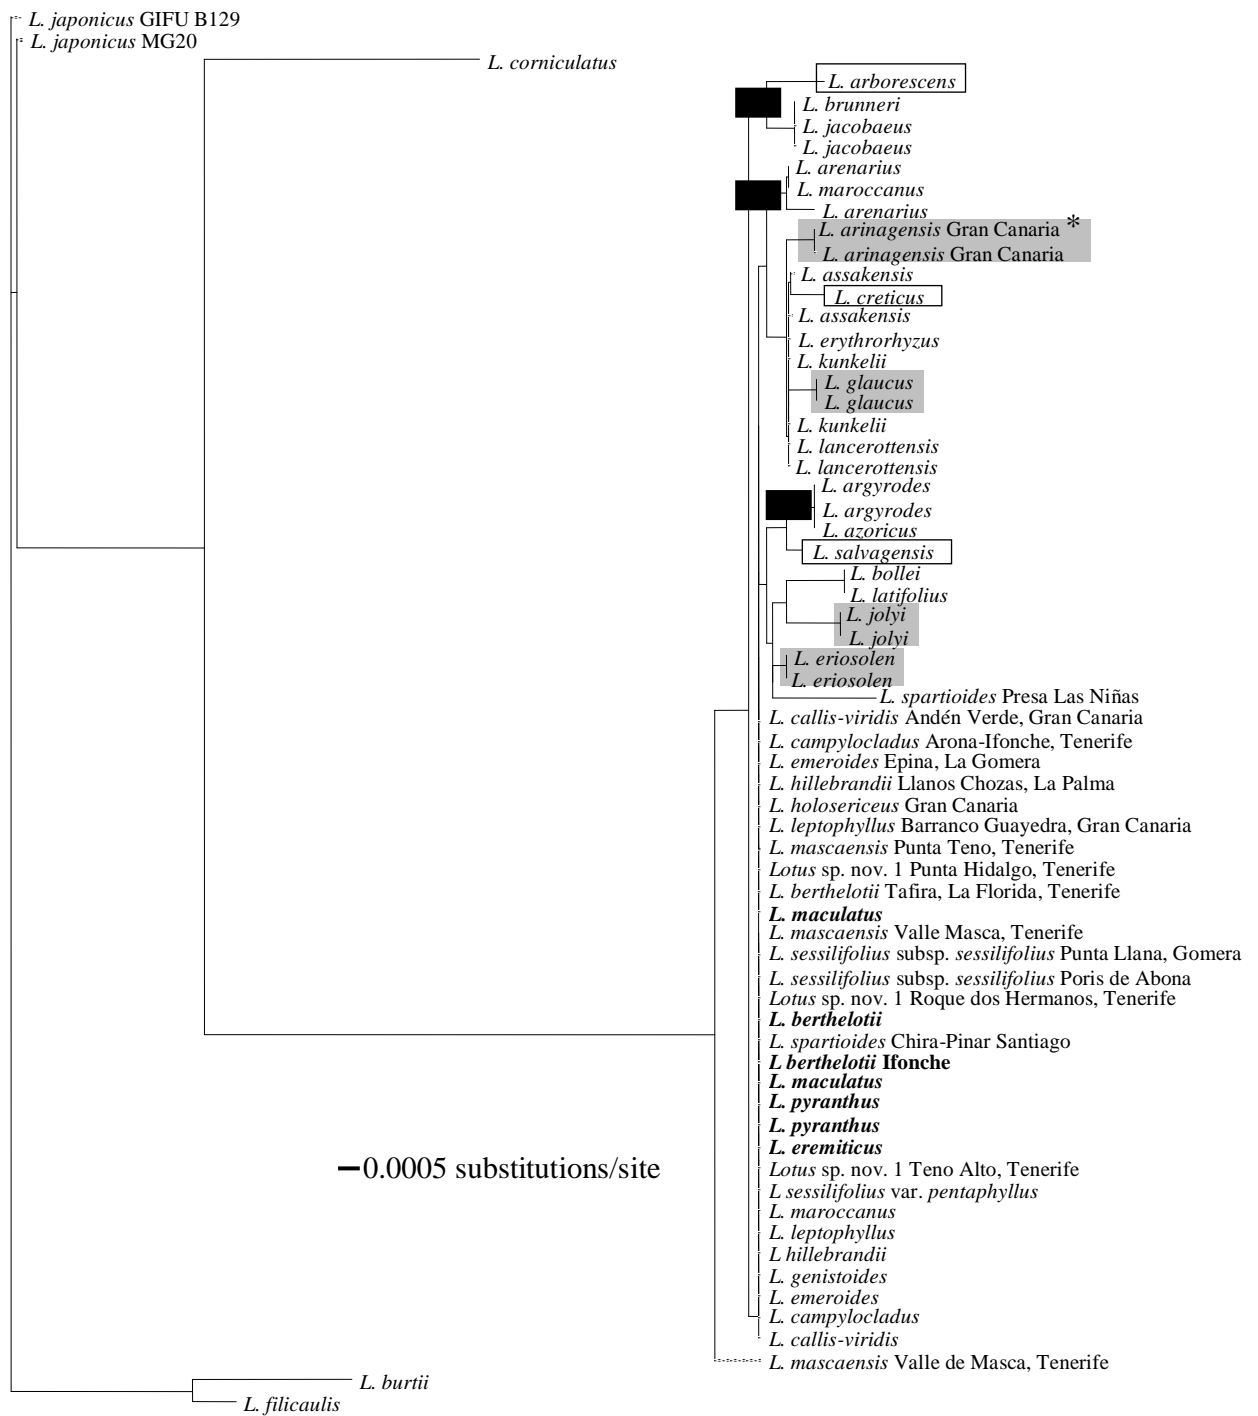 L. japonicus GIFU B129
L. japonicus MG20
L. corniculatus
L. arborescens
L. brunneri
L. jacobaeus
L. jacobaeus
L. arenarius
L. maroccanus
L. arenarius
L. arinagensis Gran Canaria *
L. arinagensis Gran Canaria
L. assakensis
L. creticus
L. assakensis
L. erythrorhyzus
L. kunkelii
L. glaucus
L. glaucus
L. kunkelii
L. lancerottensis
L. lancerottensis
L. argyrodes
L. argyrodes
L. azoricus
L. salvagensis
L. bollei
L. latifolius
L. jolyi
L. jolyi
L. eriosolen
L. eriosolen
L. spartioides Presa Las Niñas
L. callis-viridis Andén Verde, Gran Canaria
L. campylocladus Arona-Ifonche, Tenerife
L. emeroides Epina, La Gomera
L. hillebrandii Llanos Chozas, La Palma
L. holosericeus Gran Canaria
L. leptophyllus Barranco Guayedra, Gran Canaria
L. mascaensis Punta Teno, Tenerife
Lotus sp. nov. 1 Punta Hidalgo, Tenerife
L. berthelotii Tafira, La Florida, Tenerife
L. maculatus
L. mascaensis Valle Masca, Tenerife
L. sessilifolius subsp. sessilifolius Punta Llana, Gomera
L. sessilifolius subsp. sessilifolius Poris de Abona
Lotus sp. nov. 1 Roque dos Hermanos, Tenerife
L. berthelotii
L. spartioides Chira-Pinar Santiago
L berthelotii Ifonche
L. maculatus
L. pyranthus
L. pyranthus
L. eremiticus
Lotus sp. nov. 1 Teno Alto, Tenerife
0.0005 substitutions/site
L sessilifolius var. pentaphyllus
L. maroccanus
L. leptophyllus
L hillebrandii
L. genistoides
L. emeroides
L. campylocladus
L. callis-viridis
L. mascaensis Valle de Masca, Tenerife
L. burtii
L. filicaulis